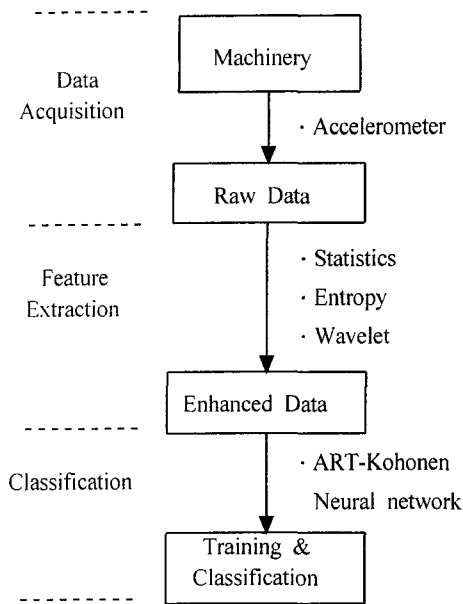 Machinery
Data
Acquisition
· Accelerometer
Raw Data
Feature
Extraction
· Statistics
· Entropy
· Wavelet
Enhanced Data
Classification
· ART-Kohonen
Neural network
Training &
Classification